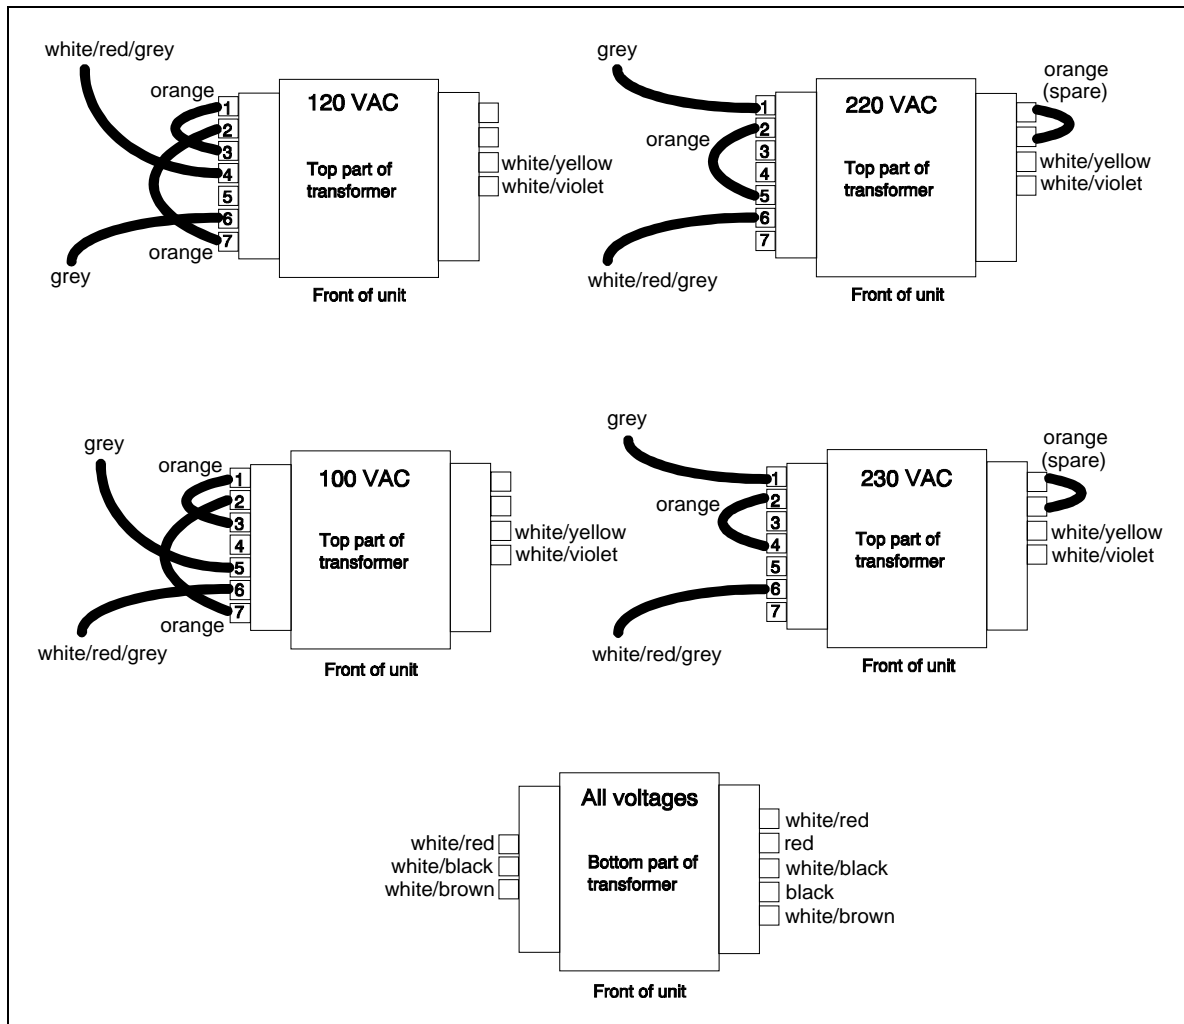 white/red/grey
orange
1
2
3
4
5
6
7
orange
grey
120 VAC
Top part of
transformer
white/yellow
white/violet
Front of unit
grey
orange
1
2
3
4
5
6
7
white/red/grey
220 VAC
Top part of
transformer
orange
(spare)
white/yellow
white/violet
Front of unit
grey
orange
1
2
3
4
5
6
7
orange
white/red/grey
100 VAC
Top part of
transformer
white/yellow
white/violet
Front of unit
grey
orange
1
2
3
4
5
6
7
white/red/grey
230 VAC
Top part of
transformer
orange
(spare)
white/yellow
white/violet
Front of unit
white/red
white/black
white/brown
All voltages
Bottom part of
transformer
white/red
red
white/black
black
white/brown
Front of unit